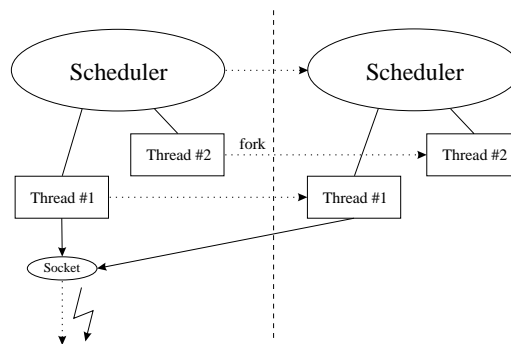 Scheduler
Scheduler
fork
Thread #2
Thread #2
Thread #1
Thread #1
Socket